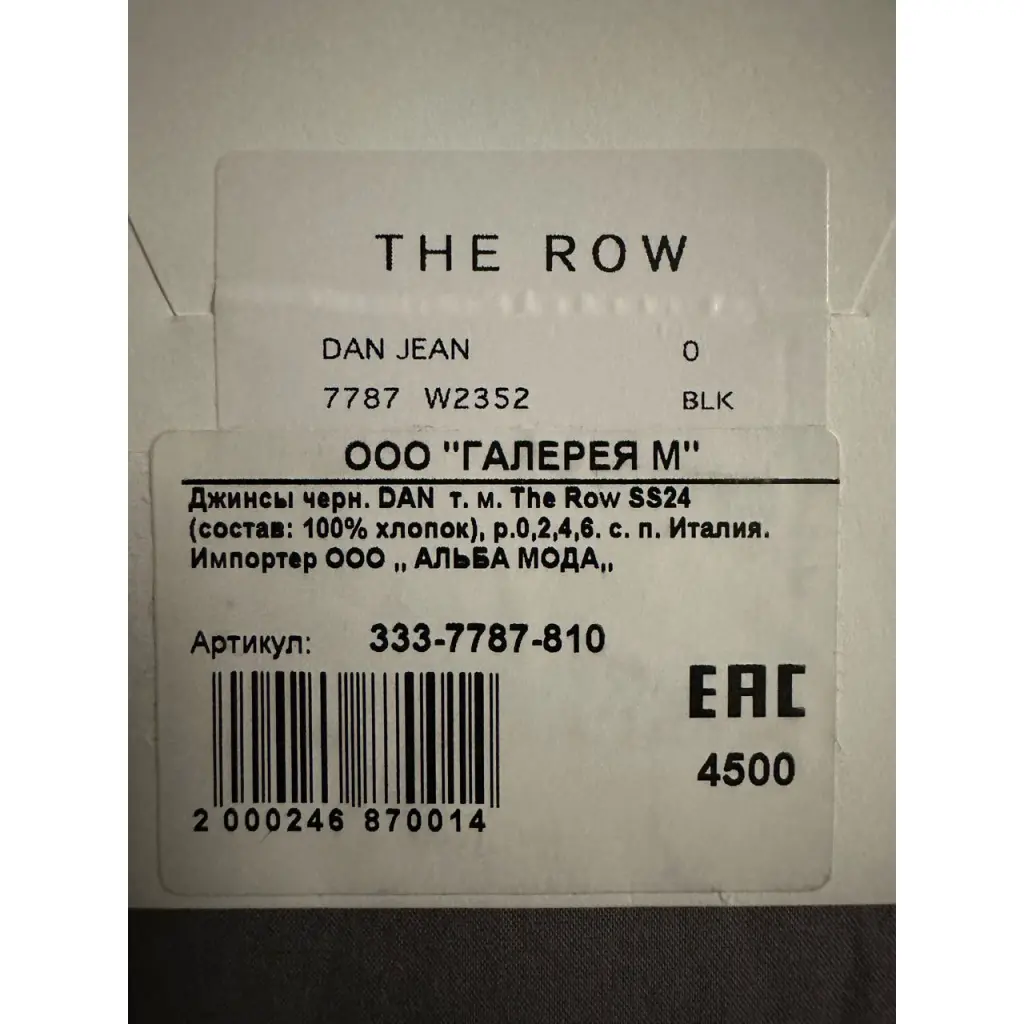 THE ROW
DAN JEAN 0
7787 W2352 BLK
ООО "ГАЛЕРЕЯ М"
Джинсы черн. DAN т. м. The Row SS24
(состав: 100% хлопок), р.0,2,4,6. с. п. Италия.
Импортер ООО ,, АЛЬБА МОДА,,
Артикул: 333-7787-810
EAC
4500
2 000246 870014